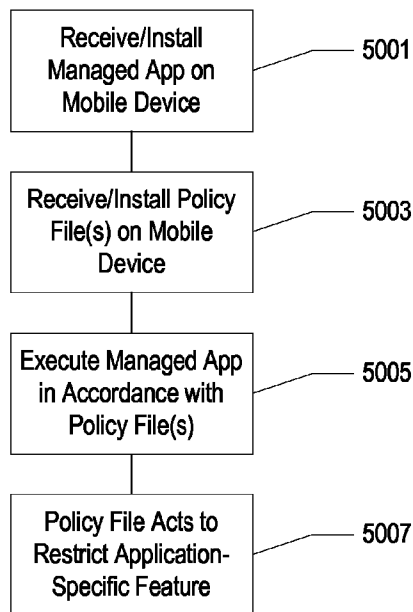 Receive/Install
Managed App on
Mobile Device
5001
Receive/Install Policy
File(s) on Mobile
Device
5003
Execute Managed App
in Accordance with
Policy File(s)
5005
Policy File Acts to
Restrict Application-
Specific Feature
5007